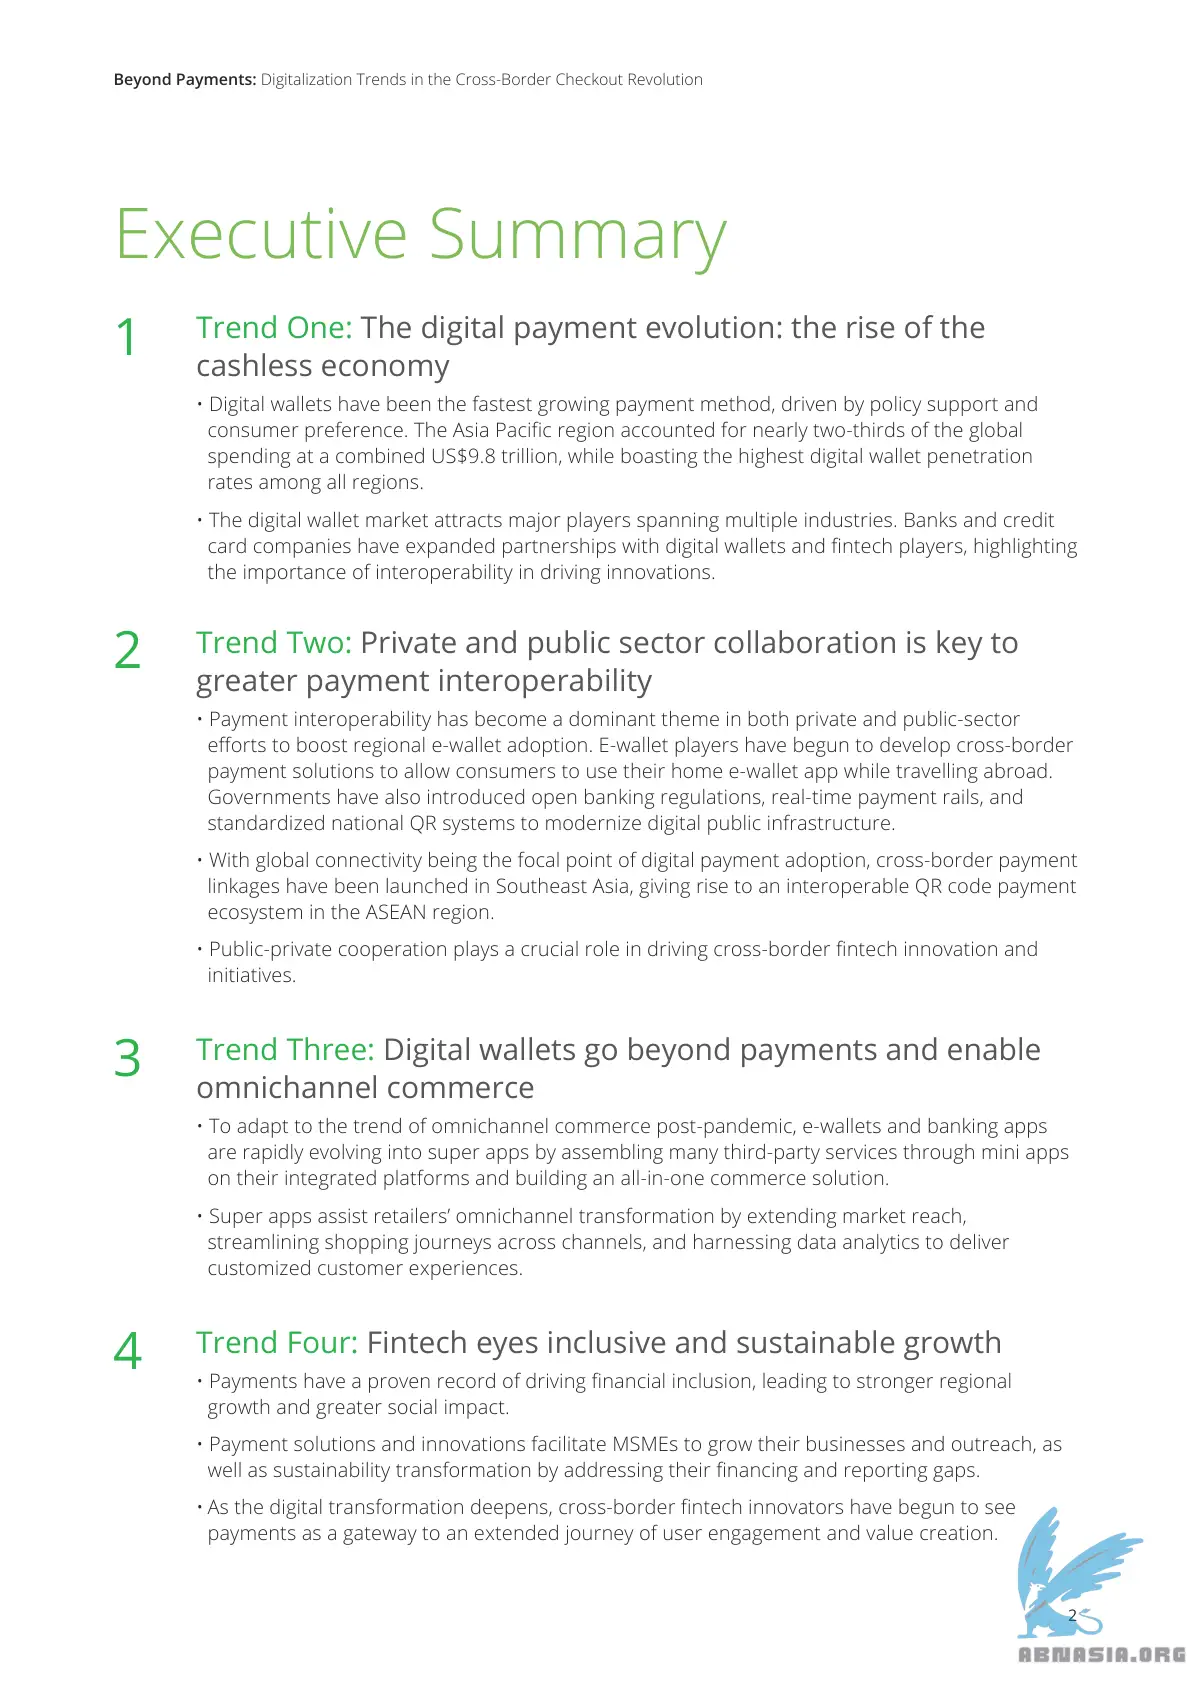 Beyond Payments: Digitalization Trends in the Cross-Border Checkout Revolution
Executive Summary
1
Trend One: The digital payment evolution: the rise of the
cashless economy
• Digital wallets have been the fastest growing payment method, driven by policy support and
consumer preference. The Asia Pacific region accounted for nearly two-thirds of the global
spending at a combined US$9.8 trillion, while boasting the highest digital wallet penetration
rates among all regions.
• The digital wallet market attracts major players spanning multiple industries. Banks and credit
card companies have expanded partnerships with digital wallets and fintech players, highlighting
the importance of interoperability in driving innovations.
2
Trend Two: Private and public sector collaboration is key to
greater payment interoperability
• Payment interoperability has become a dominant theme in both private and public-sector
efforts to boost regional e-wallet adoption. E-wallet players have begun to develop cross-border
payment solutions to allow consumers to use their home e-wallet app while travelling abroad.
Governments have also introduced open banking regulations, real-time payment rails, and
standardized national QR systems to modernize digital public infrastructure.
• With global connectivity being the focal point of digital payment adoption, cross-border payment
linkages have been launched in Southeast Asia, giving rise to an interoperable QR code payment
ecosystem in the ASEAN region.
• Public-private cooperation plays a crucial role in driving cross-border fintech innovation and
initiatives.
3
Trend Three: Digital wallets go beyond payments and enable
omnichannel commerce
• To adapt to the trend of omnichannel commerce post-pandemic, e-wallets and banking apps
are rapidly evolving into super apps by assembling many third-party services through mini apps
on their integrated platforms and building an all-in-one commerce solution.
• Super apps assist retailers’ omnichannel transformation by extending market reach,
streamlining shopping journeys across channels, and harnessing data analytics to deliver
customized customer experiences.
4
Trend Four: Fintech eyes inclusive and sustainable growth
• Payments have a proven record of driving financial inclusion, leading to stronger regional
growth and greater social impact.
• Payment solutions and innovations facilitate MSMEs to grow their businesses and outreach, as
well as sustainability transformation by addressing their financing and reporting gaps.
• As the digital transformation deepens, cross-border fintech innovators have begun to see
payments as a gateway to an extended journey of user engagement and value creation.
2
ABNASIA.ORG